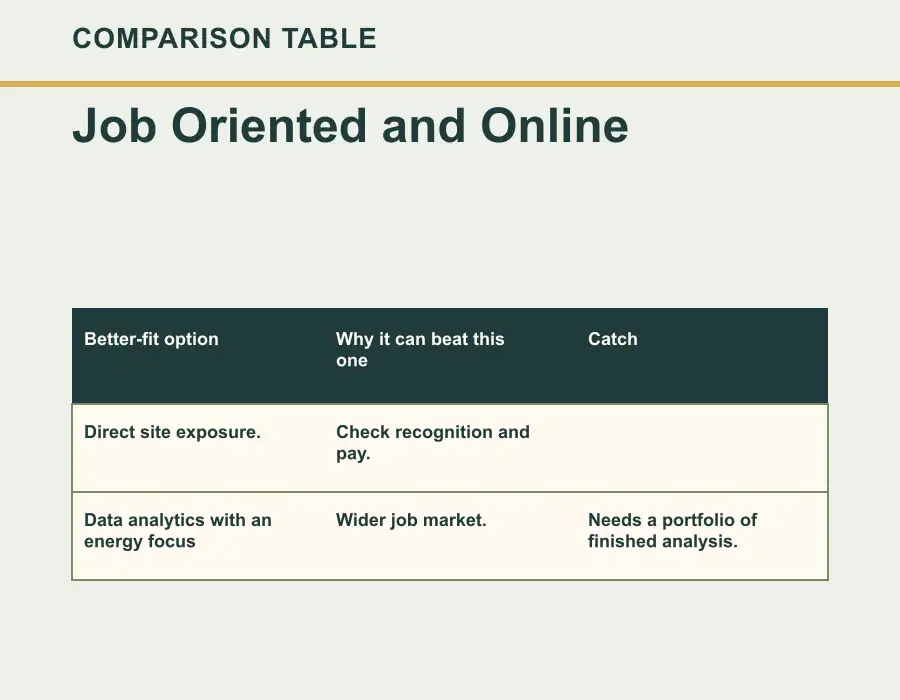 COMPARISON TABLE
Job Oriented and Online
Better-fit option
Why it can beat this
one
Catch
Direct site exposure.
Check recognition and
pay.
Data analytics with an
energy focus
Wider job market.
Needs a portfolio of
finished analysis.